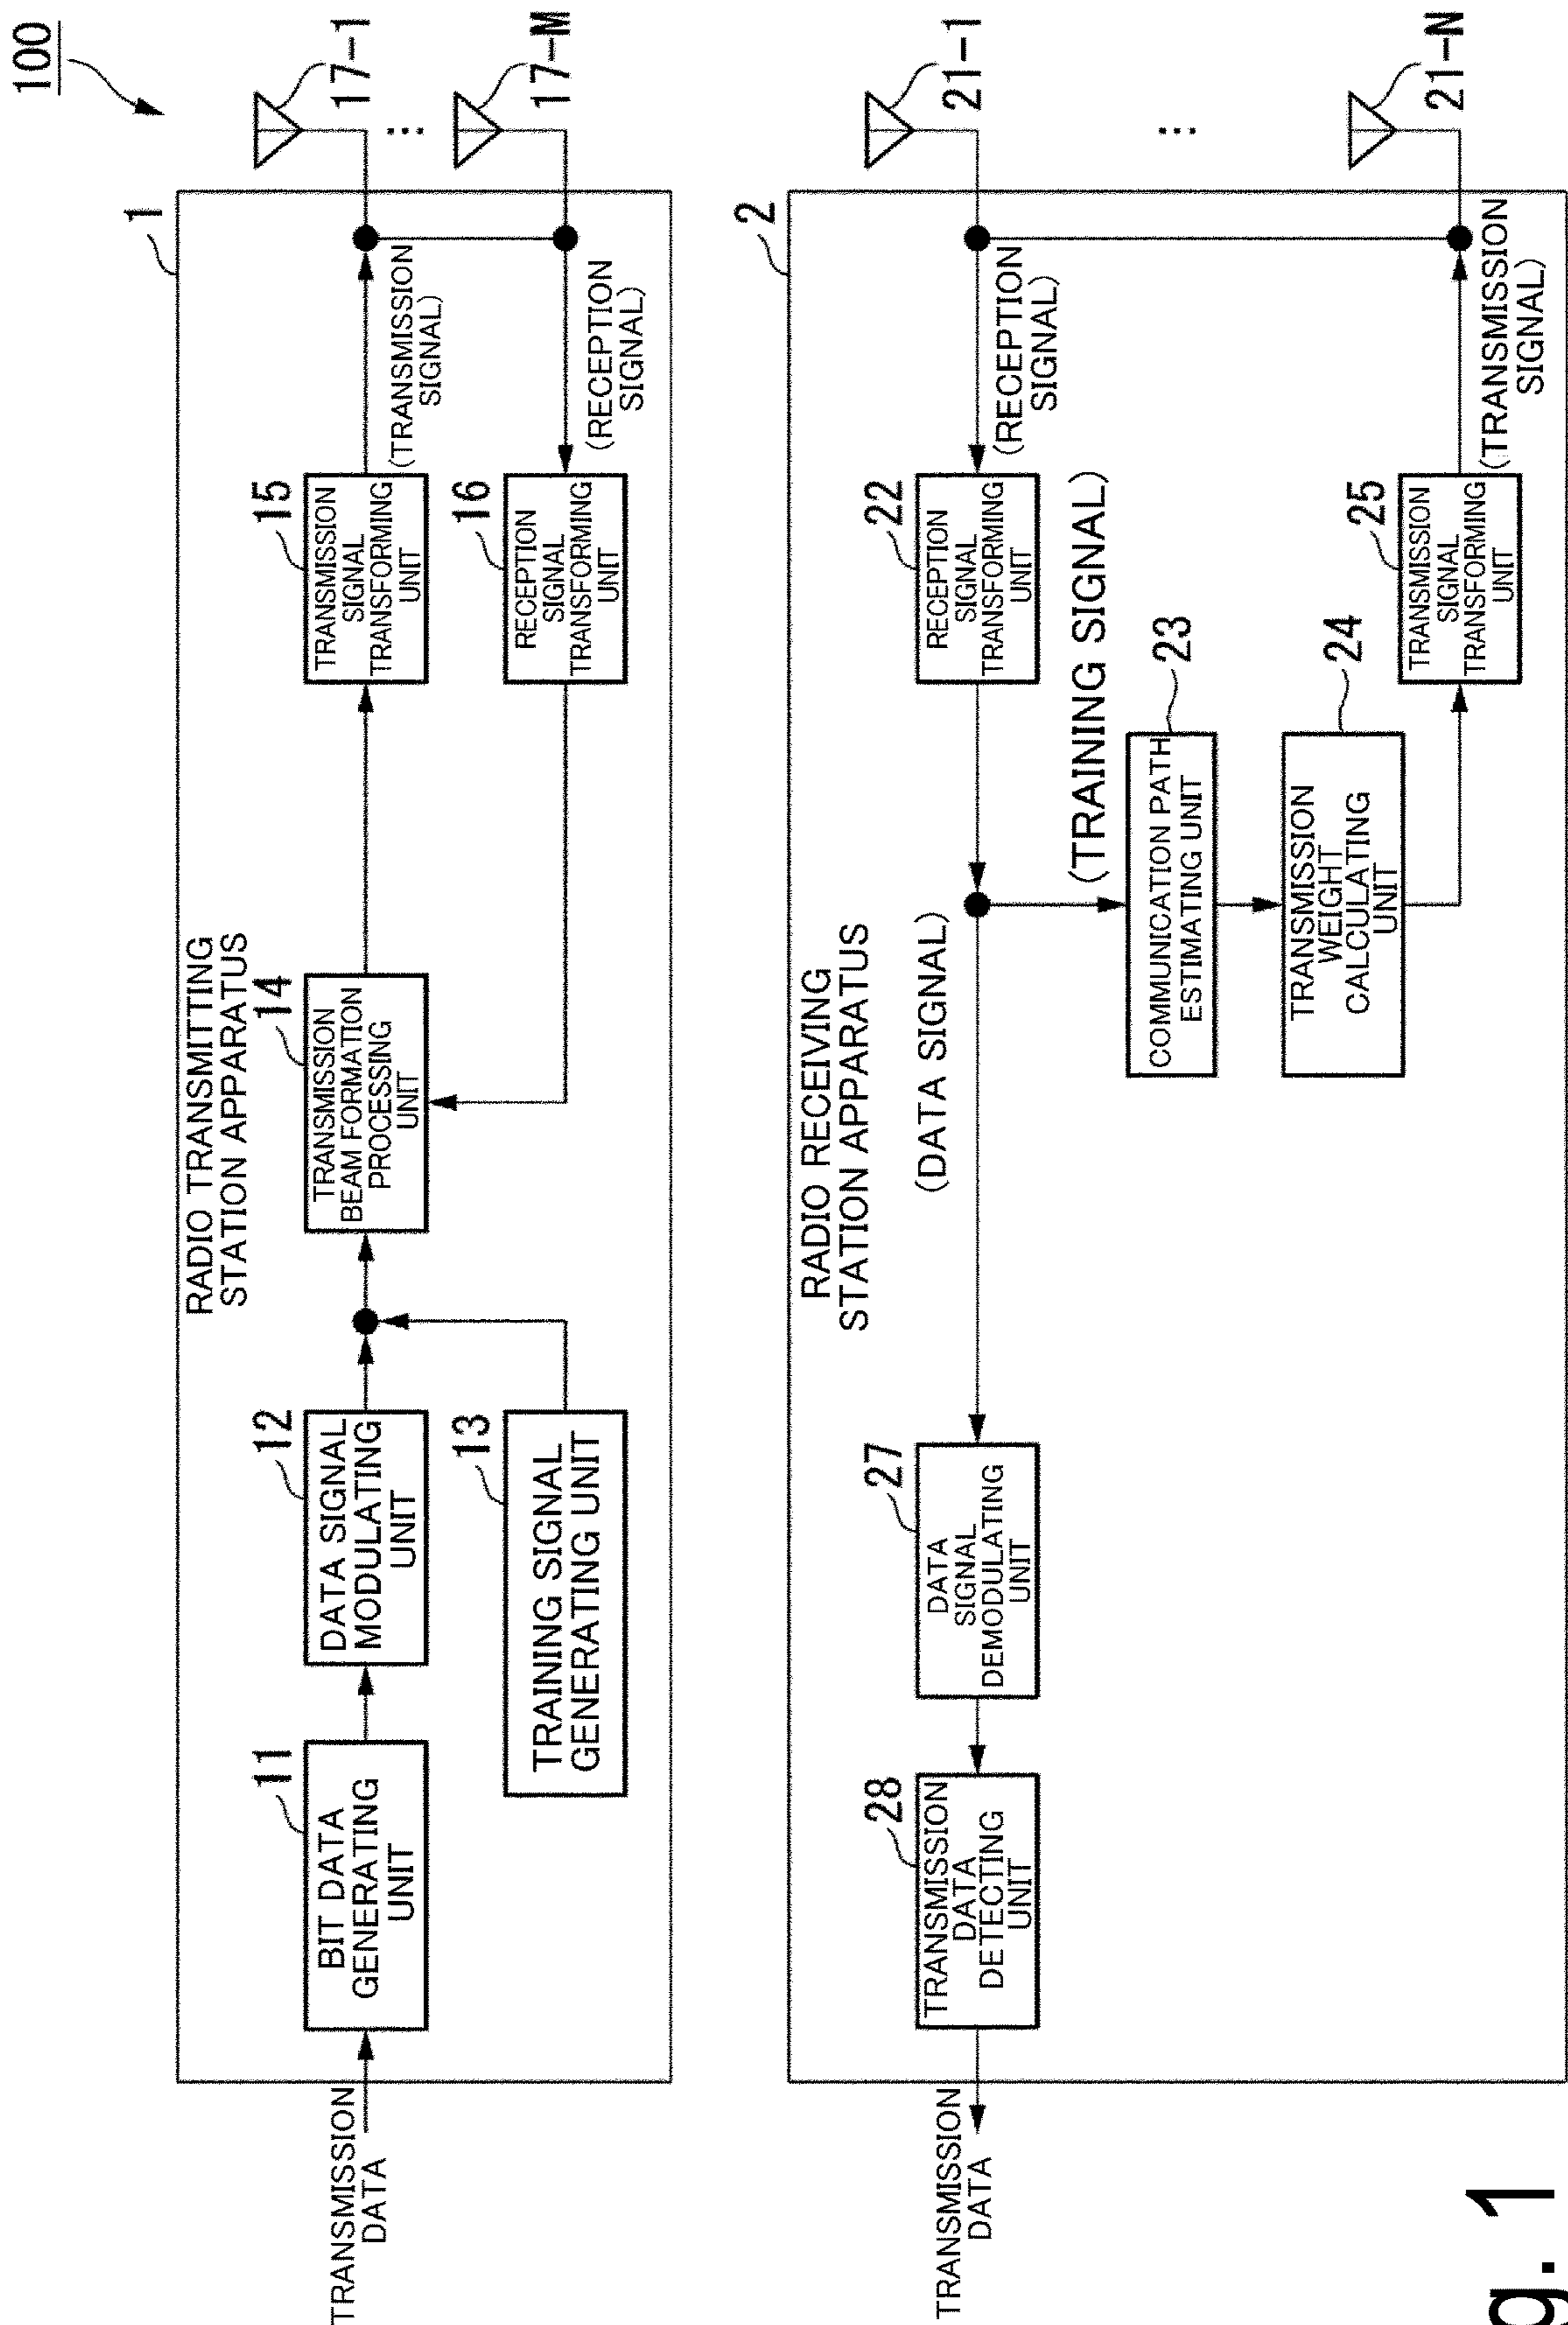 100
RADIO TRANSMITTING
STATION APPARATUS
1
TRANSMISSION
DATA
11
BIT DATA
GENERATING
UNIT
12
DATA SIGNAL
MODULATING
UNIT
13
TRAINING SIGNAL
GENERATING UNIT
14
TRANSMISSION
BEAM FORMATION
PROCESSING
UNIT
15
TRANSMISSION
SIGNAL
TRANSFORMING
UNIT
(TRANSMISSION
SIGNAL)
16
RECEPTION
SIGNAL
TRANSFORMING
UNIT
(RECEPTION
SIGNAL)
17-1
...
17-M
RADIO RECEIVING
STATION APPARATUS
2
TRANSMISSION
DATA
28
TRANSMISSION
DATA
DETECTING
UNIT
27
DATA
SIGNAL
DEMODULATING
UNIT
(DATA SIGNAL)
(TRAINING SIGNAL)
22
RECEPTION
SIGNAL
TRANSFORMING
UNIT
(RECEPTION
SIGNAL)
23
COMMUNICATION PATH
ESTIMATING UNIT
24
TRANSMISSION
WEIGHT
CALCULATING
UNIT
25
TRANSMISSION
SIGNAL
TRANSFORMING
UNIT
(TRANSMISSION
SIGNAL)
21-1
...
21-N
g. 1